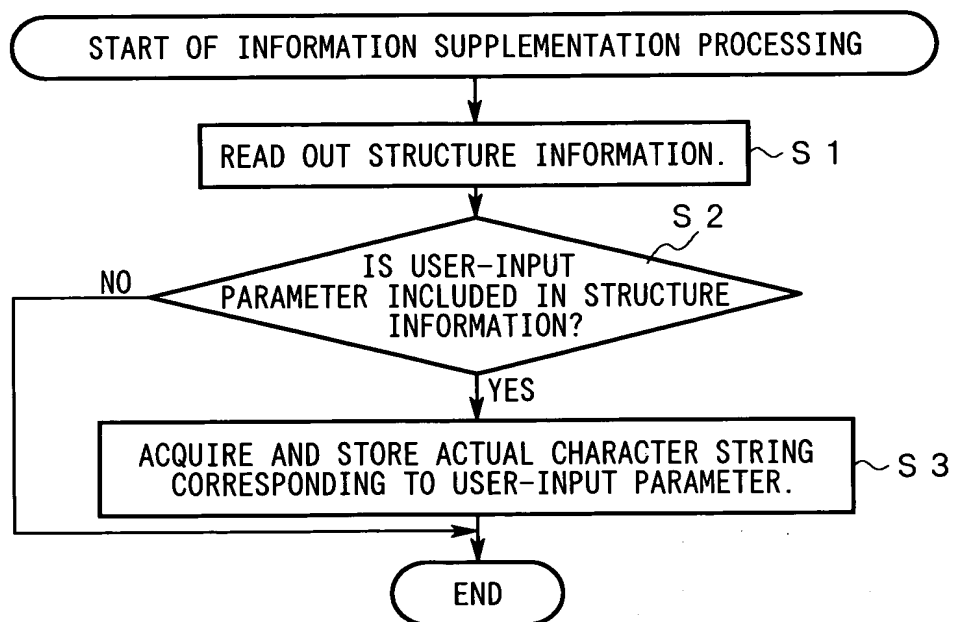 START OF INFORMATION SUPPLEMENTATION PROCESSING
READ OUT STRUCTURE INFORMATION.
S 1
S 2
IS USER-INPUT
PARAMETER INCLUDED IN STRUCTURE
INFORMATION?
NO
YES
ACQUIRE AND STORE ACTUAL CHARACTER STRING
CORRESPONDING TO USER-INPUT PARAMETER.
S 3
END